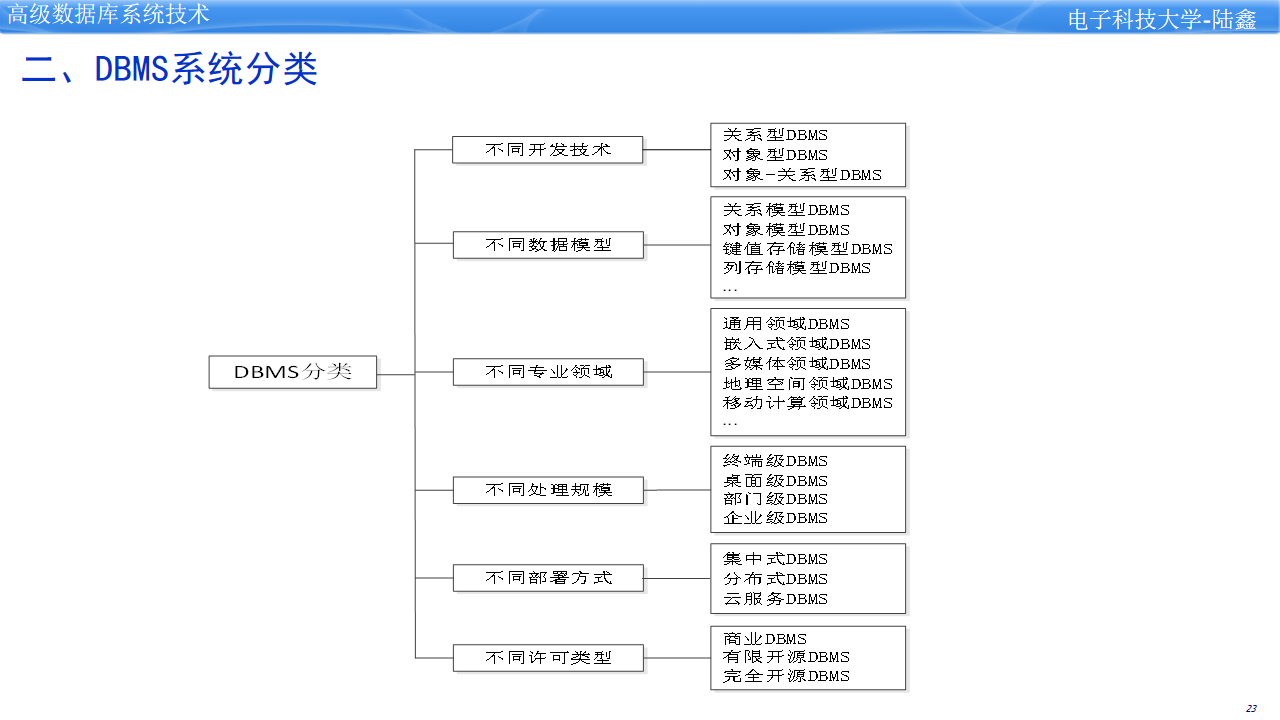 高级数据库系统技术
电子科技大学-陆鑫
二、DBMS系统分类
DBMS分类
不同开发技术
关系型DBMS
对象型DBMS
对象-关系型DBMS
不同数据模型
关系模型DBMS
对象模型DBMS
键值存储模型DBMS
列存储模型DBMS
...
不同专业领域
通用领域DBMS
嵌入式领域DBMS
多媒体领域DBMS
地理空间领域DBMS
移动计算领域DBMS
...
不同处理规模
终端级DBMS
桌面级DBMS
部门级DBMS
企业级DBMS
不同部署方式
集中式DBMS
分布式DBMS
云服务DBMS
不同许可类型
商业DBMS
有限开源DBMS
完全开源DBMS
23